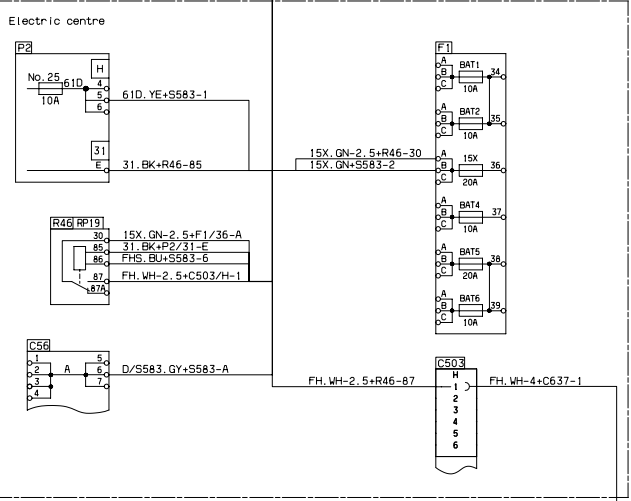 Electric centre
P2
H
No.25
61D
4
5
6
10A
61D.YE+S583-1
31
E
31.BK+R46-85
F1
A
B
C
BAT1
34
10A
A
B
C
BAT2
35
10A
15X.GN-2.5+R46-30
15X.GN+S583-2
A
B
C
15X
36
20A
A
B
C
BAT4
37
10A
A
B
C
BAT5
38
20A
A
B
C
BAT6
39
10A
R46 RP19
30
15X.GN-2.5+F1/36-A
85
31.BK+P2/31-E
86
FHS.BU+S583-6
87
FH.WH-2.5+C503/H-1
87A
C56
1
2
3
4
A
5
6
7
D/S583.GY+S583-A
C503
H
1
2
3
4
5
6
FH.WH-2.5+R46-87
FH.WH-4+C637-1